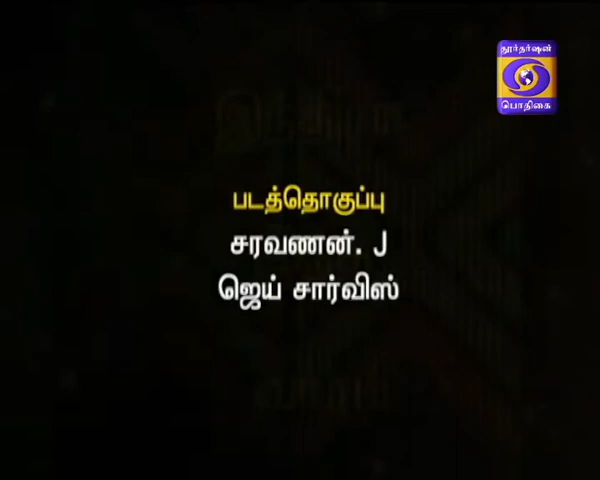 தூர்தர்ஷன்
பொதிகை
படத்தொகுப்பு
சரவணன். J
ஜெய் சார்விஸ்